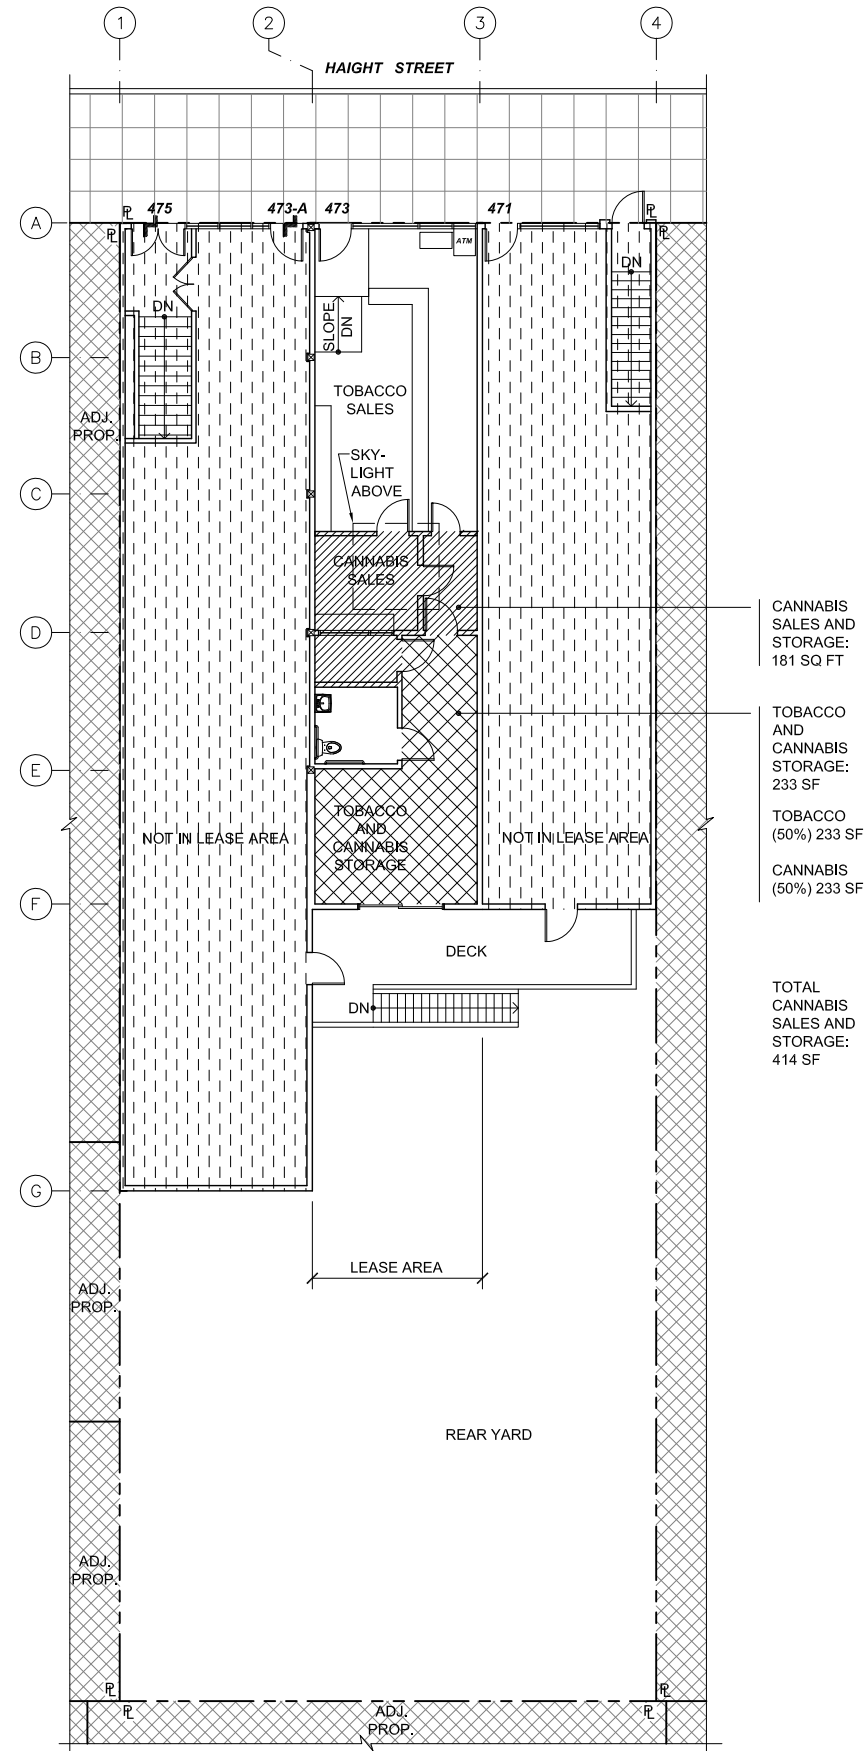 1
2
3
4
HAIGHT STREET
A
PL
475
473-A
473
471
PL
PL
PL
ATM
DN
DN
SLOPE
DN
B
TOBACCO
SALES
ADJ.
PROP.
SKY-
LIGHT
ABOVE
C
CANNABIS
SALES
D
CANNABIS
SALES AND
STORAGE:
181 SQ FT
TOBACCO
AND
CANNABIS
STORAGE:
233 SF
TOBACCO
(50%) 233 SF
CANNABIS
(50%) 233 SF
E
TOBACCO
AND
CANNABIS
STORAGE
NOT IN LEASE AREA
NOT IN LEASE AREA
F
DECK
DN
TOTAL
CANNABIS
SALES AND
STORAGE:
414 SF
G
LEASE AREA
ADJ.
PROP.
REAR YARD
ADJ.
PROP.
PL
PL
PL
PL
ADJ.
PROP.